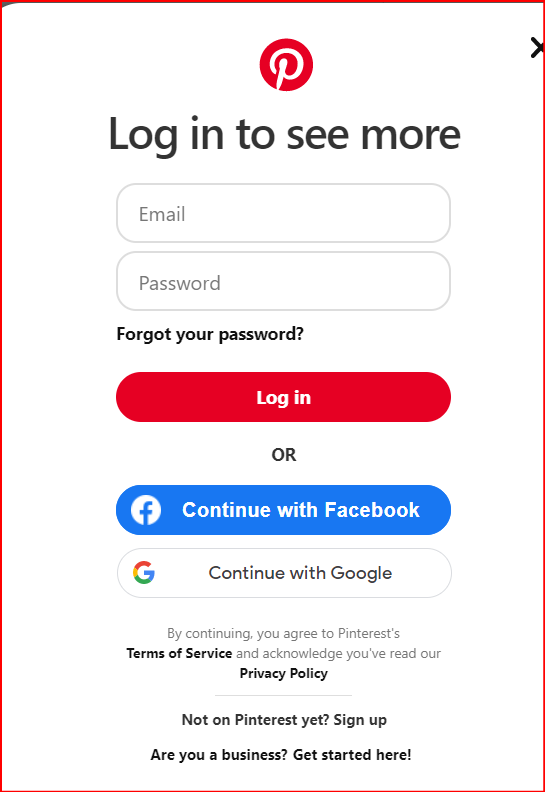 Log in to see more
Email
Password
Forgot your password?
Log in
OR
Continue with Facebook
Continue with Google
By continuing, you agree to Pinterest's
Terms of Service and acknowledge you've read our
Privacy Policy
Not on Pinterest yet? Sign up
Are you a business? Get started here!